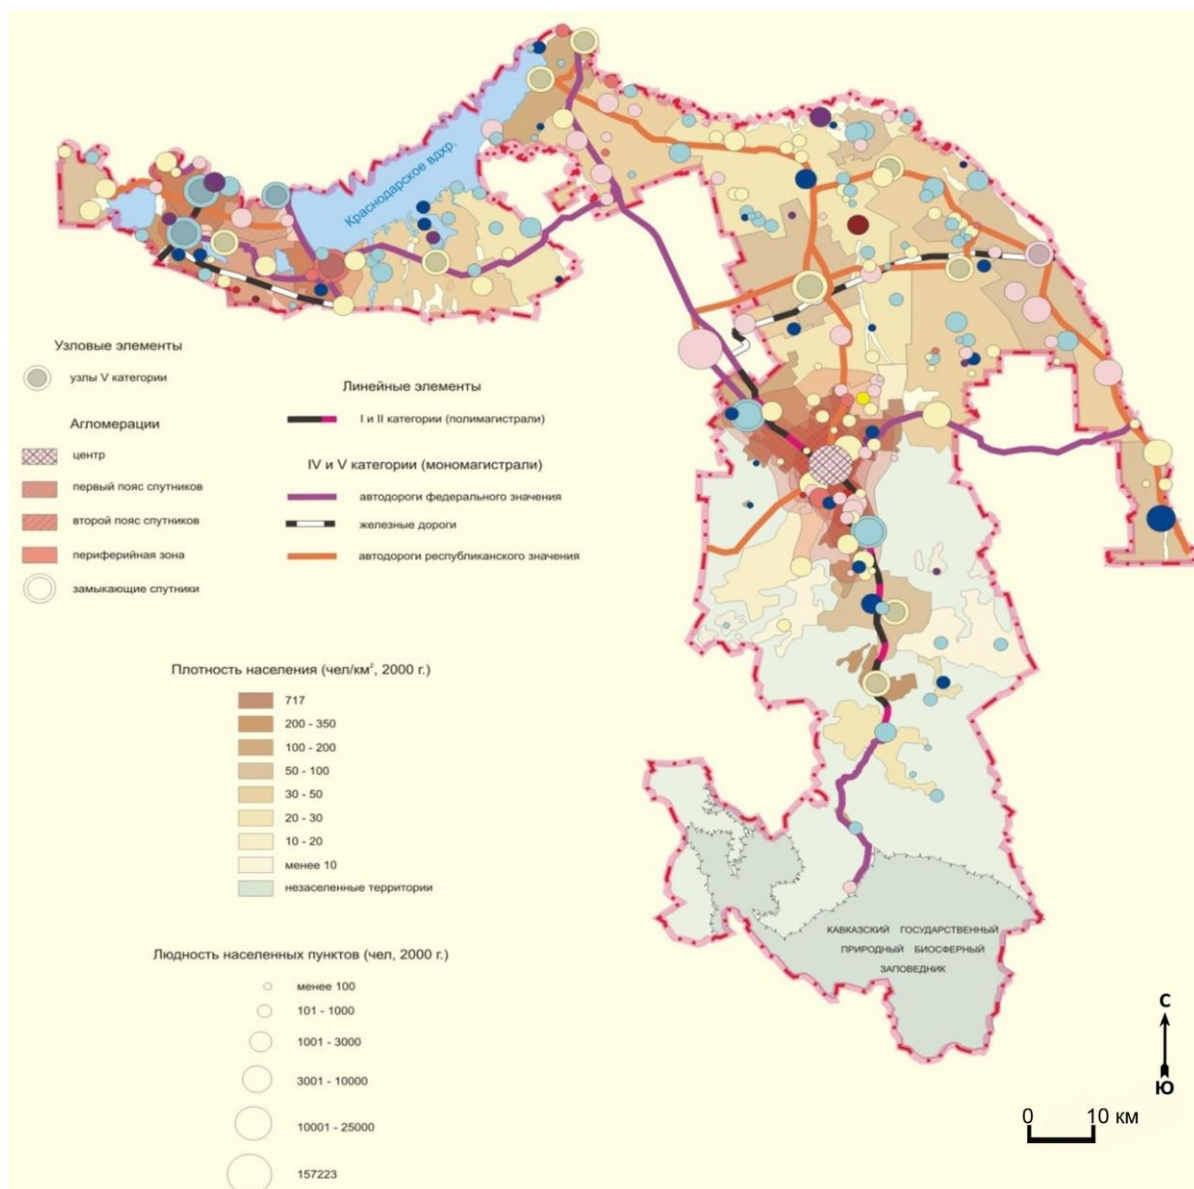 Краснодарское вдхр.
Узловые элементы
узлы V категории
Агломерации
центр
первый пояс спутников
второй пояс спутников
периферийная зона
замыкающие спутники
Линейные элементы
I и II категории (полимагистрали)
IV и V категории (мономагистрали)
автодороги федерального значения
железные дороги
автодороги республиканского значения
Плотность населения (чел/км², 2000 г.)
717
200 - 350
100 - 200
50 - 100
30 - 50
20 - 30
10 - 20
менее 10
незаселенные территории
Людность населенных пунктов (чел, 2000 г.)
менее 100
101 - 1000
1001 - 3000
3001 - 10000
10001 - 25000
157223
КАВКАЗСКИЙ ГОСУДАРСТВЕННЫЙ
ПРИРОДНЫЙ БИОСФЕРНЫЙ
ЗАПОВЕДНИК
С
Ю
0 10 км